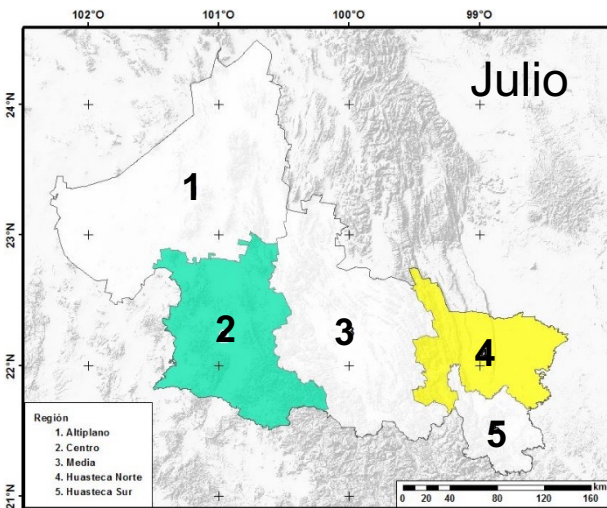 102°O 101°O 100°O 99°O
Julio
24°N
1
23°N
2 3 4
22°N
5
Región
1. Altiplano
2. Centro
3. Media
4. Huasteca Norte
5. Huasteca Sur
21°N
km
0 10 20 40 80 120 160